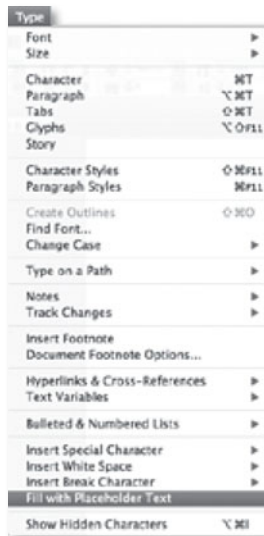 Type
Font
Size
Character ⌘T
Paragraph ⌥⌘T
Tabs ⇧⌘T
Glyphs ⌥⇧F11
Story
Character Styles ⇧⌘F11
Paragraph Styles ⌘F11
Create Outlines ⇧⌘O
Find Font...
Change Case
Type on a Path
Notes
Track Changes
Insert Footnote
Document Footnote Options...
Hyperlinks & Cross-References
Text Variables
Bulleted & Numbered Lists
Insert Special Character
Insert White Space
Insert Break Character
Fill with Placeholder Text
Show Hidden Characters ⌥⌘I